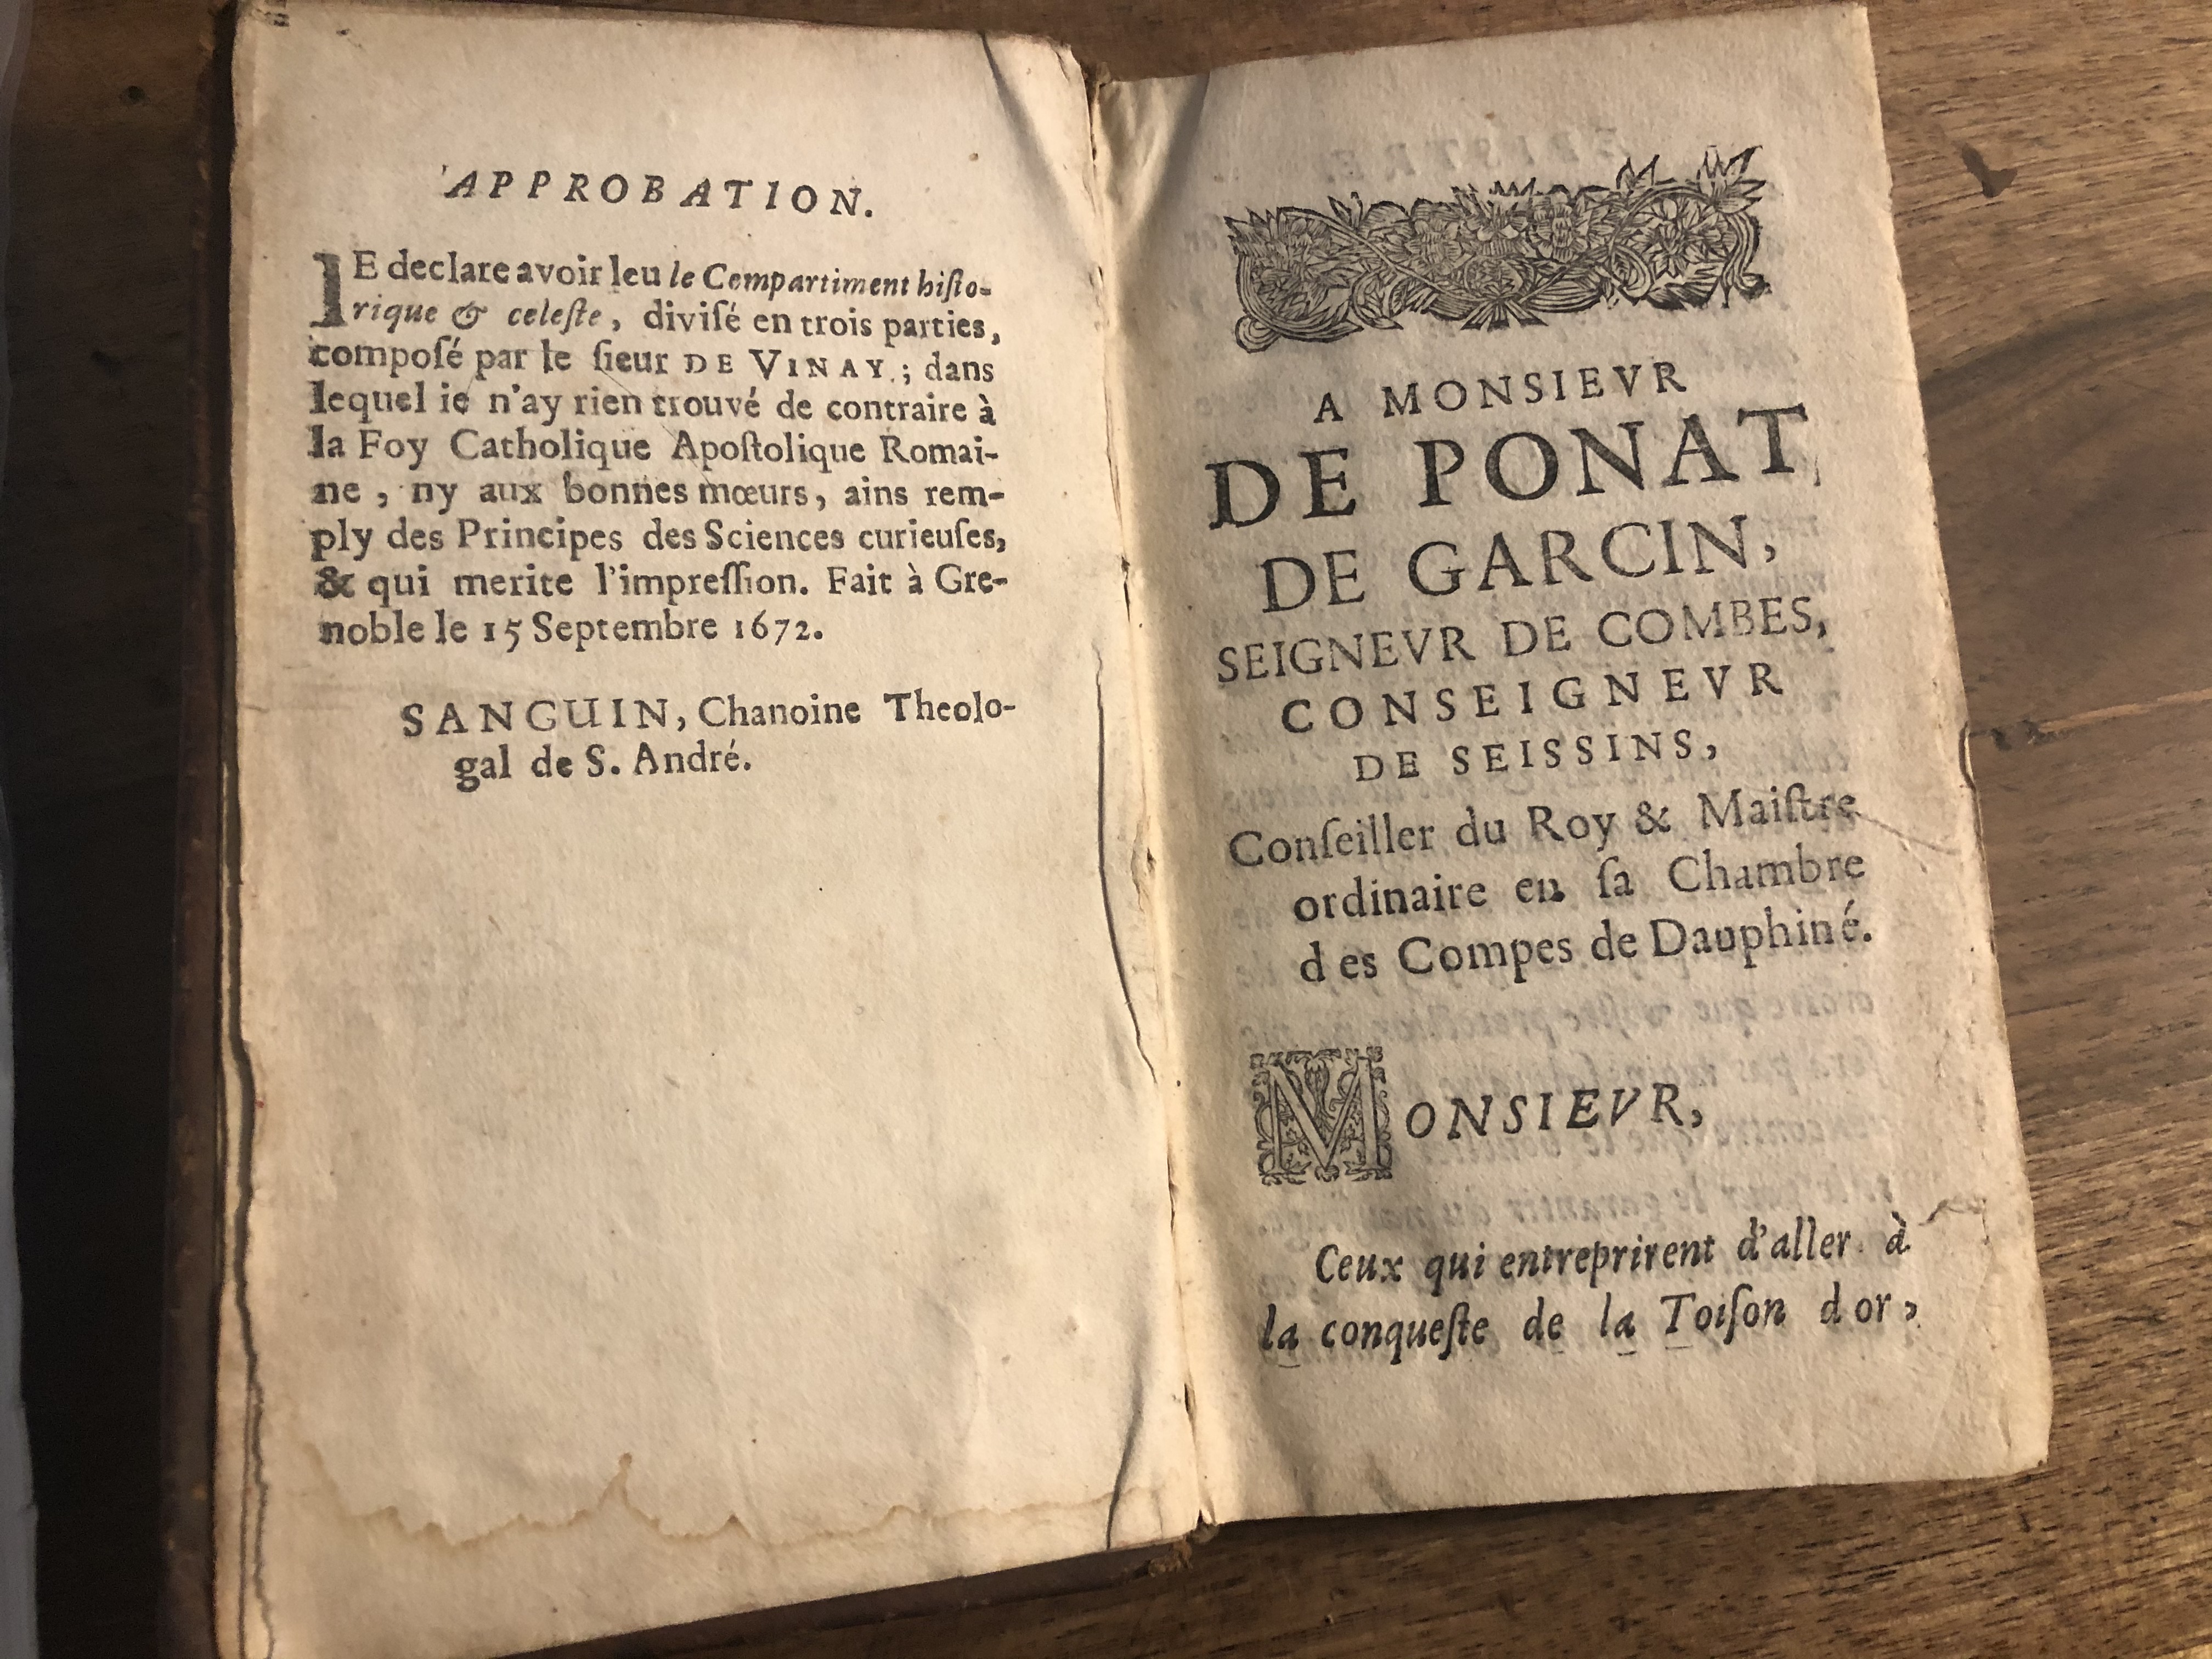 APPROBATION.
IE declare avoir leu le Compartiment histo-
rique & celeſte, diviſé en trois parties,
compoſé par le ſieur DE VINAY; dans
lequel ie n'ay rien trouvé de contraire à
la Foy Catholique Apoſtolique Romai-
ne, ny aux bonnes mœurs, ains rem-
ply des Principes des Sciences curieuſes,
& qui merite l'impreſſion. Fait à Gre-
noble le 15 Septembre 1672.
SANGUIN, Chanoine Theolo-
gal de S. André.
A MONSIEVR
DE PONAT
DE GARCIN,
SEIGNEVR DE COMBES,
CONSEIGNEVR
DE SEISSINS,
Conſeiller du Roy & Maiſtre
ordinaire en ſa Chambre
des Compes de Dauphiné.
MONSIEVR,
Ceux qui entreprirent d'aller à
la conqueſte de la Toiſon d or,